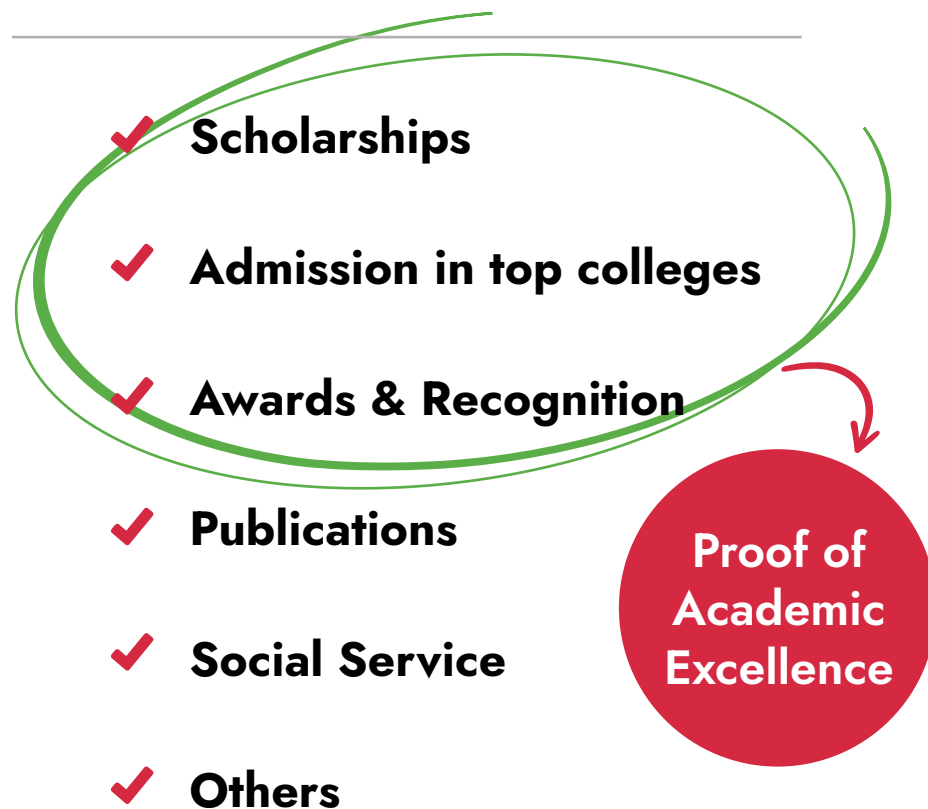 Scholarships
Admission in top colleges
Awards & Recognition
Publications
Social Service
Others
Proof of
Academic
Excellence